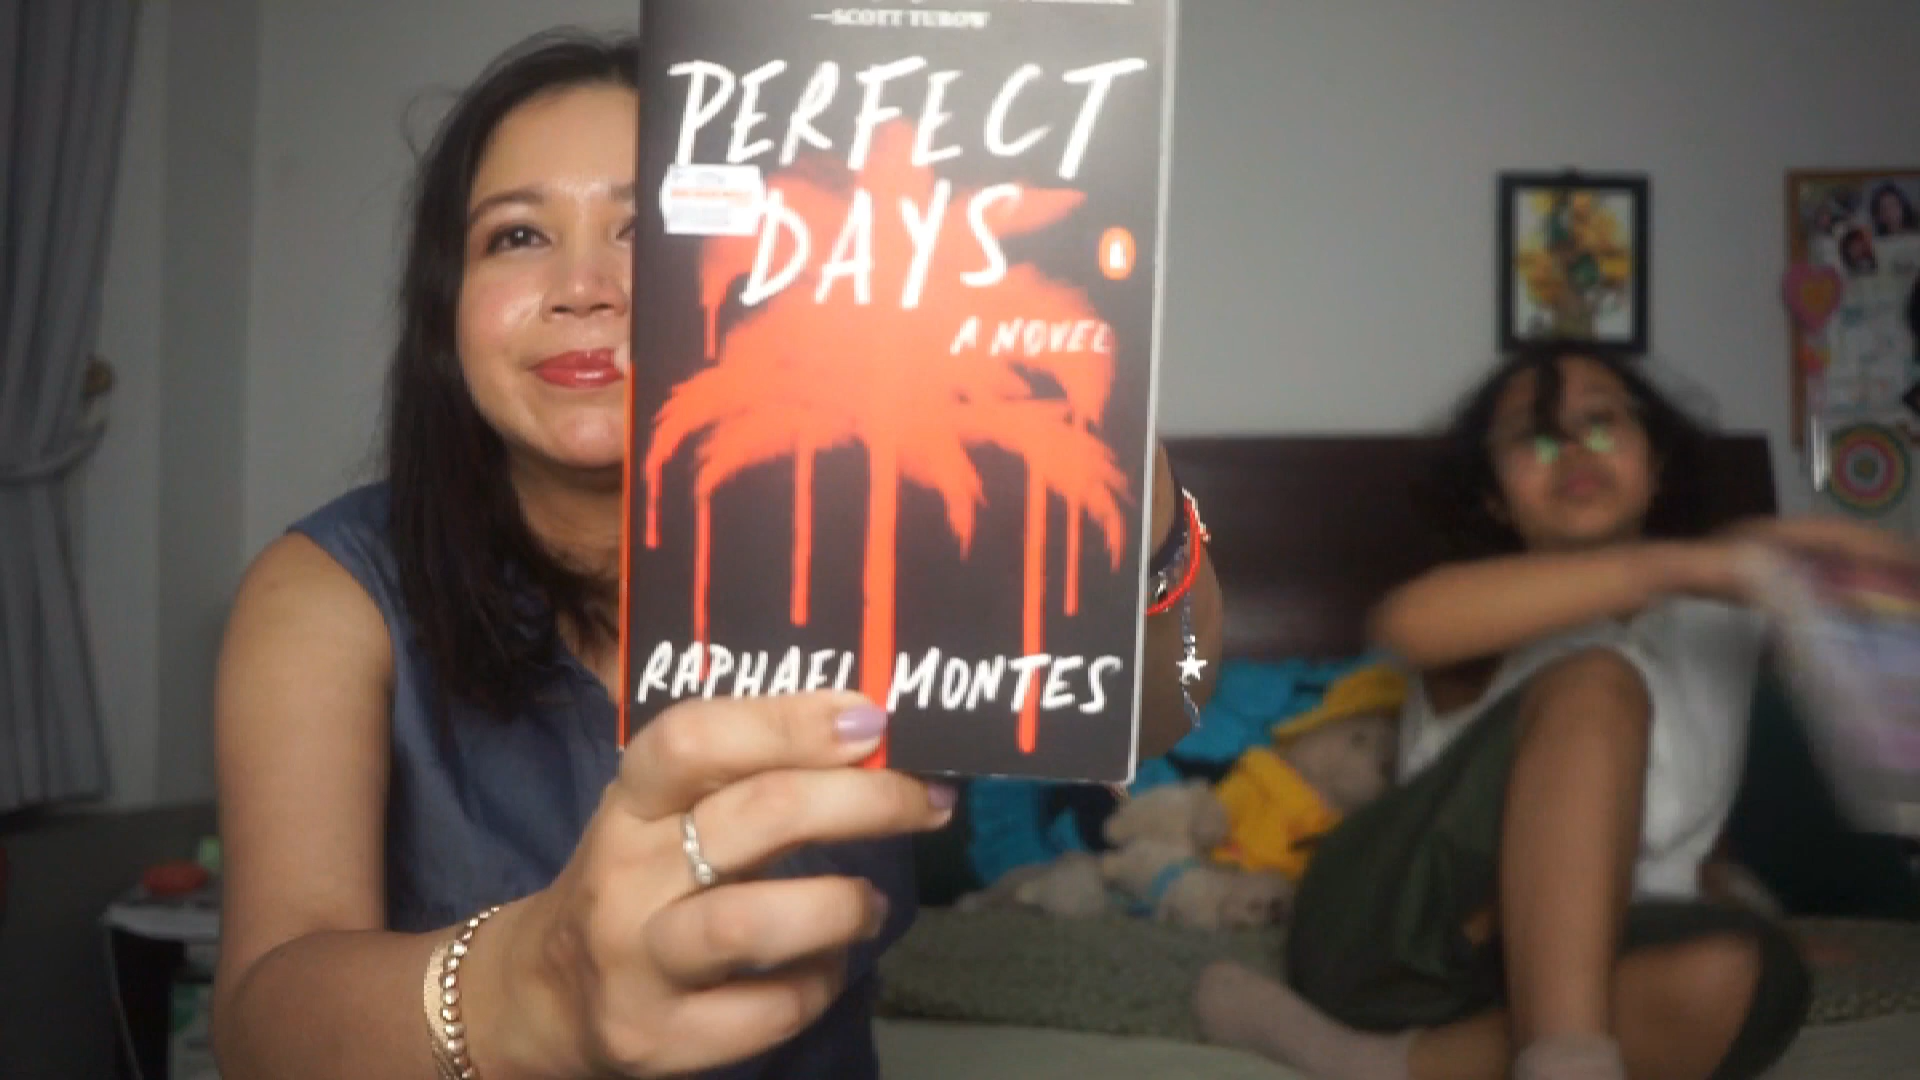 —SCOTT TUROW
PERFECT
DAYS
A NOVEL
RAPHAEL MONTES